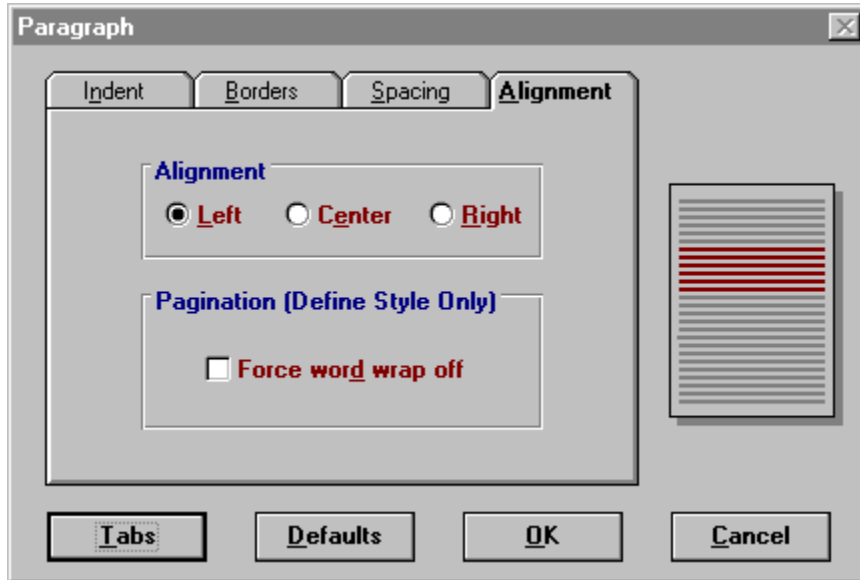 Paragraph
Indent Borders Spacing Alignment
Alignment
Left Center Right
Pagination (Define Style Only)
Force word wrap off
Tabs Defaults OK Cancel